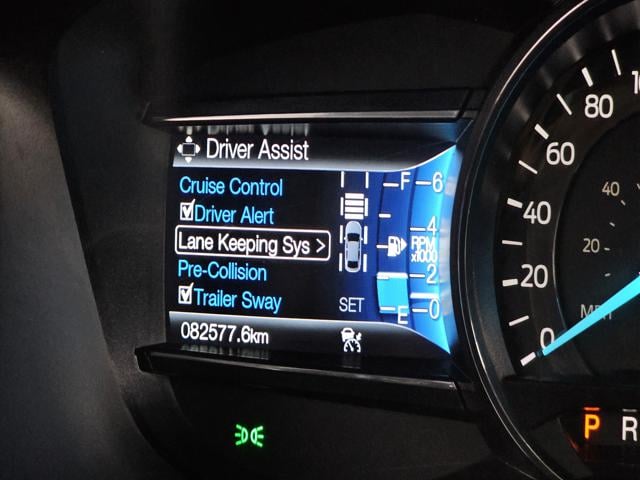 Driver Assist
Cruise Control
Driver Alert
Lane Keeping Sys >
Pre-Collision
Trailer Sway
SET
082577.6km
F
E
6
4
RPM
x1000
2
0
80
60
40
20
0
40
20
P R